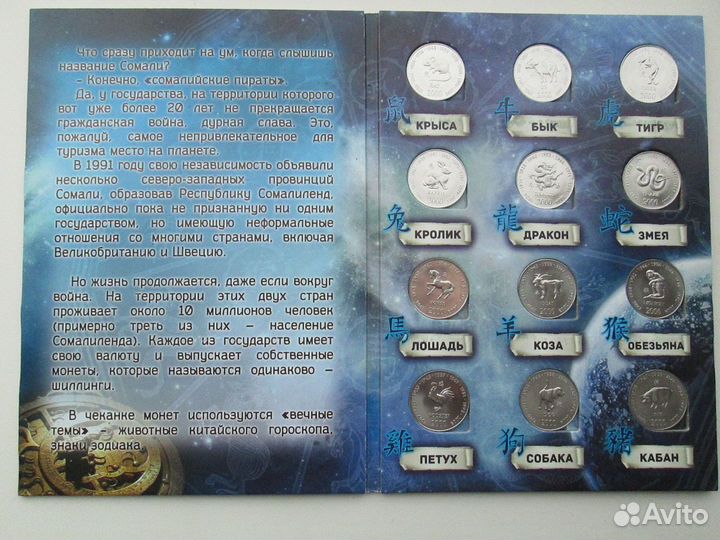 Что сразу приходит на ум, когда слышишь
название Сомали?
– Конечно, «сомалийские пираты».
Да, у государства, на территории которого
вот уже более 20 лет не прекращается
гражданская война, дурная слава. Это,
пожалуй, самое непривлекательное для
туризма место на планете.
В 1991 году свою независимость объявили
несколько северо-западных провинций
Сомали, образовав Республику Сомалиленд,
официально пока не признанную ни одним
государством, но имеющую неформальные
отношения со многими странами, включая
Великобританию и Швецию.
Но жизнь продолжается, даже если вокруг
война. На территории этих двух стран
проживает около 10 миллионов человек
(примерно треть из них – население
Сомалиленда). Каждое из государств имеет
свою валюту и выпускает собственные
монеты, которые называются одинаково –
шиллинги.
В чеканке монет используются «вечные
темы» – животные китайского гороскопа,
знаки зодиака.
鼠 КРЫСА
牛 БЫК
虎 ТИГР
兔 КРОЛИК
龍 ДРАКОН
蛇 ЗМЕЯ
馬 ЛОШАДЬ
羊 КОЗА
猴 ОБЕЗЬЯНА
雞 ПЕТУХ
狗 СОБАКА
豬 КАБАН
Avito